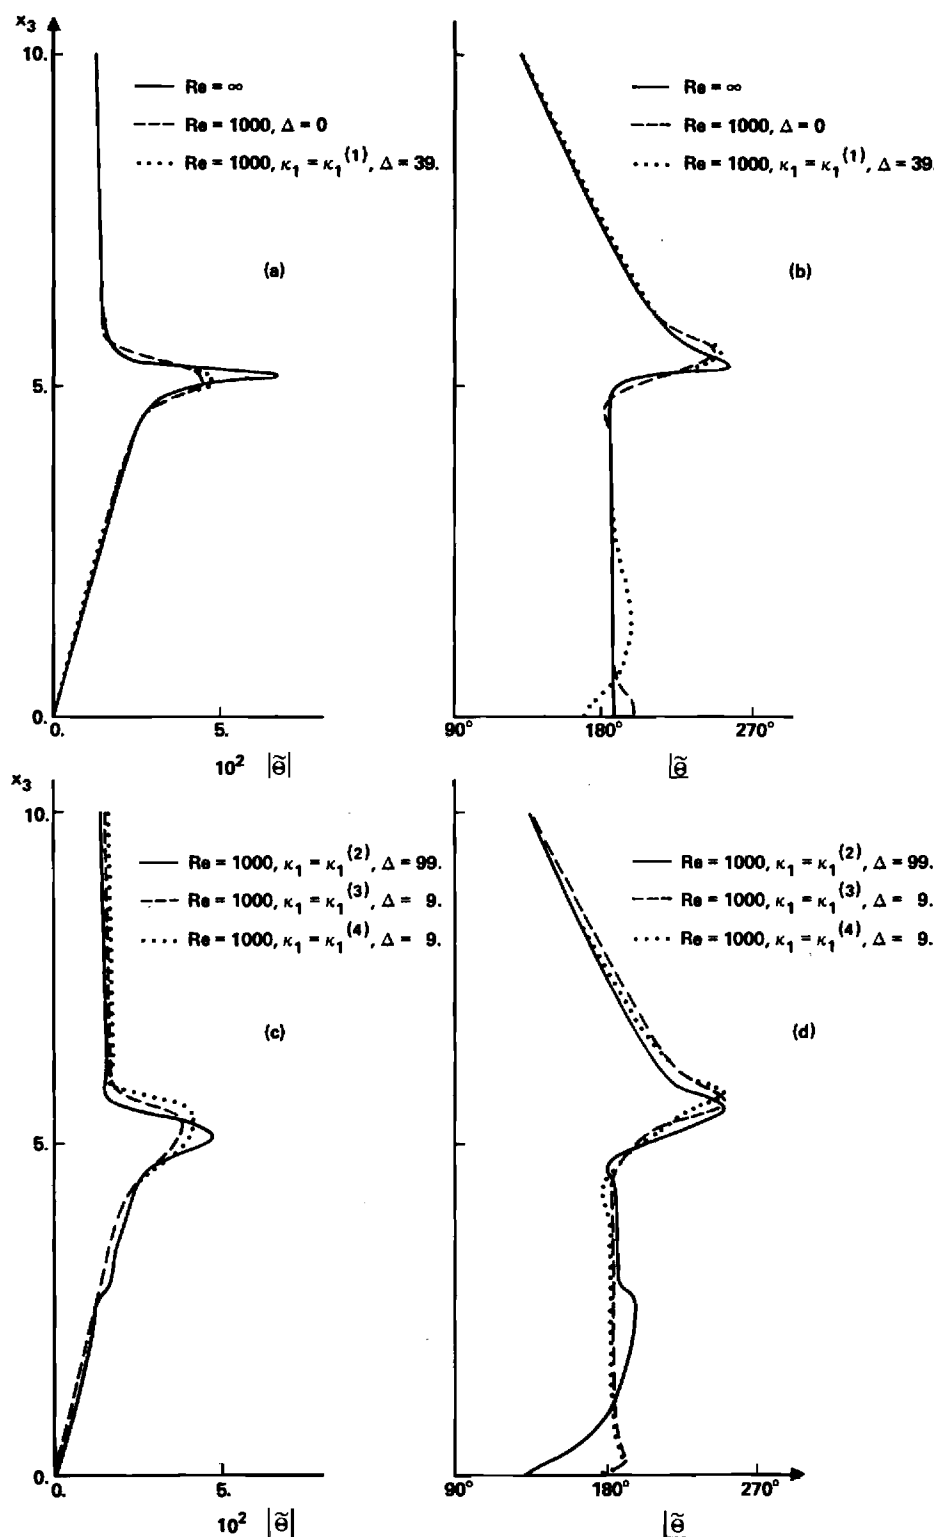 x₃
10.
Re = ∞
Re = 1000, Δ = 0
Re = 1000, κ₁ = κ₁⁽¹⁾, Δ = 39.
(a)
5.
0.
0.
5.
10² |Θ̃|
Re = ∞
Re = 1000, Δ = 0
Re = 1000, κ₁ = κ₁⁽¹⁾, Δ = 39.
(b)
90°
180°
270°
∠Θ̃
x₃
10.
Re = 1000, κ₁ = κ₁⁽²⁾, Δ = 99.
Re = 1000, κ₁ = κ₁⁽³⁾, Δ = 9.
Re = 1000, κ₁ = κ₁⁽⁴⁾, Δ = 9.
(c)
5.
0.
0.
5.
10² |Θ̃|
Re = 1000, κ₁ = κ₁⁽²⁾, Δ = 99.
Re = 1000, κ₁ = κ₁⁽³⁾, Δ = 9.
Re = 1000, κ₁ = κ₁⁽⁴⁾, Δ = 9.
(d)
90°
180°
270°
∠Θ̃